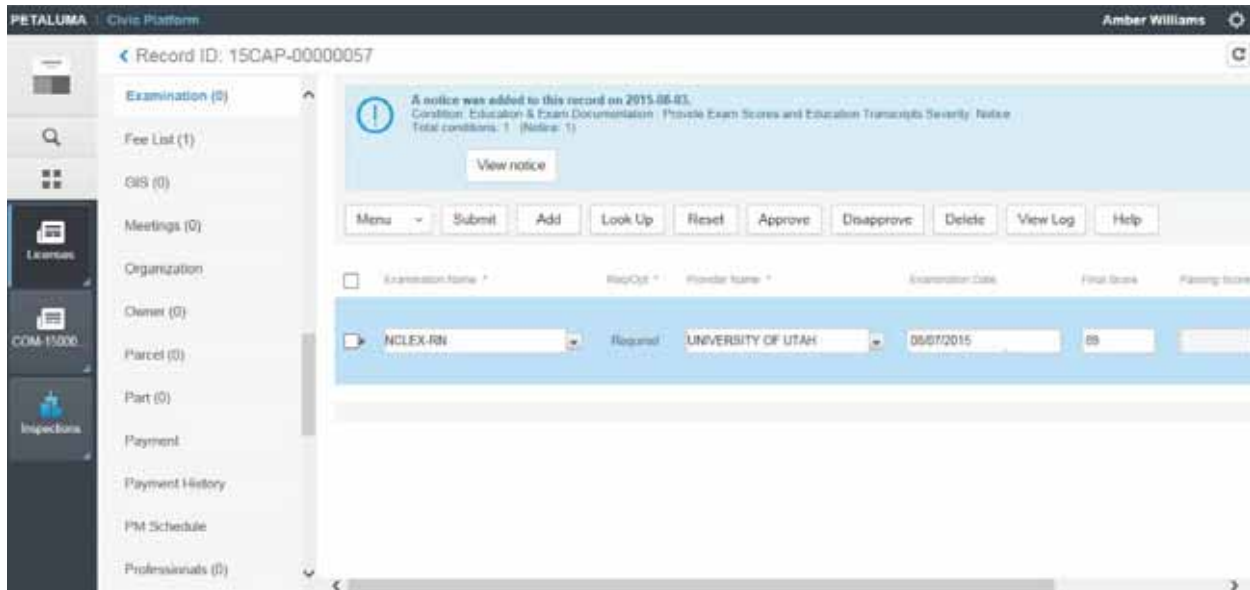 PETALUMA Civic Platform Amber Williams
Record ID: 15CAP-00000057
Examination (0)
Fee List (1)
GIS (0)
Meetings (0)
Organization
Owner (0)
Parcel (0)
Part (0)
Payment
Payment History
PM Schedule
Professionals (0)
Licenses
COM-15000...
Inspections
A notice was added to this record on 2015-08-03.
Condition: Education & Exam Documentation : Provide Exam Scores and Education Transcripts Severity: Notice
Total conditions: 1 (Notice: 1)
View notice
Menu Submit Add Look Up Reset Approve Disapprove Delete View Log Help
Examination Name * Req/Opt * Provider Name * Examination Date Final Score Passing Score
NCLEX-RN Required UNIVERSITY OF UTAH 08/07/2015 89